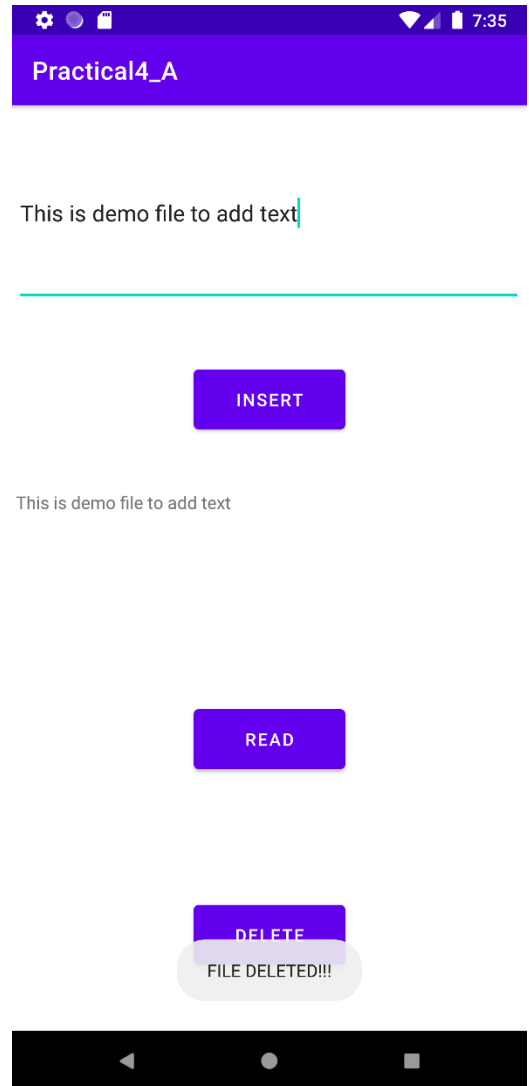 7:35
Practical4_A
This is demo file to add text
INSERT
This is demo file to add text
READ
DELETE
FILE DELETED!!!